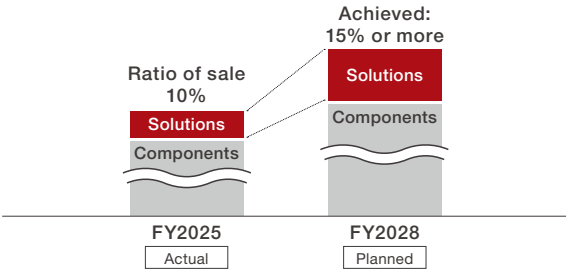 Achieved:
15% or more
Ratio of sale
10%
Solutions
Solutions
Components
Components
FY2025
FY2028
Actual
Planned